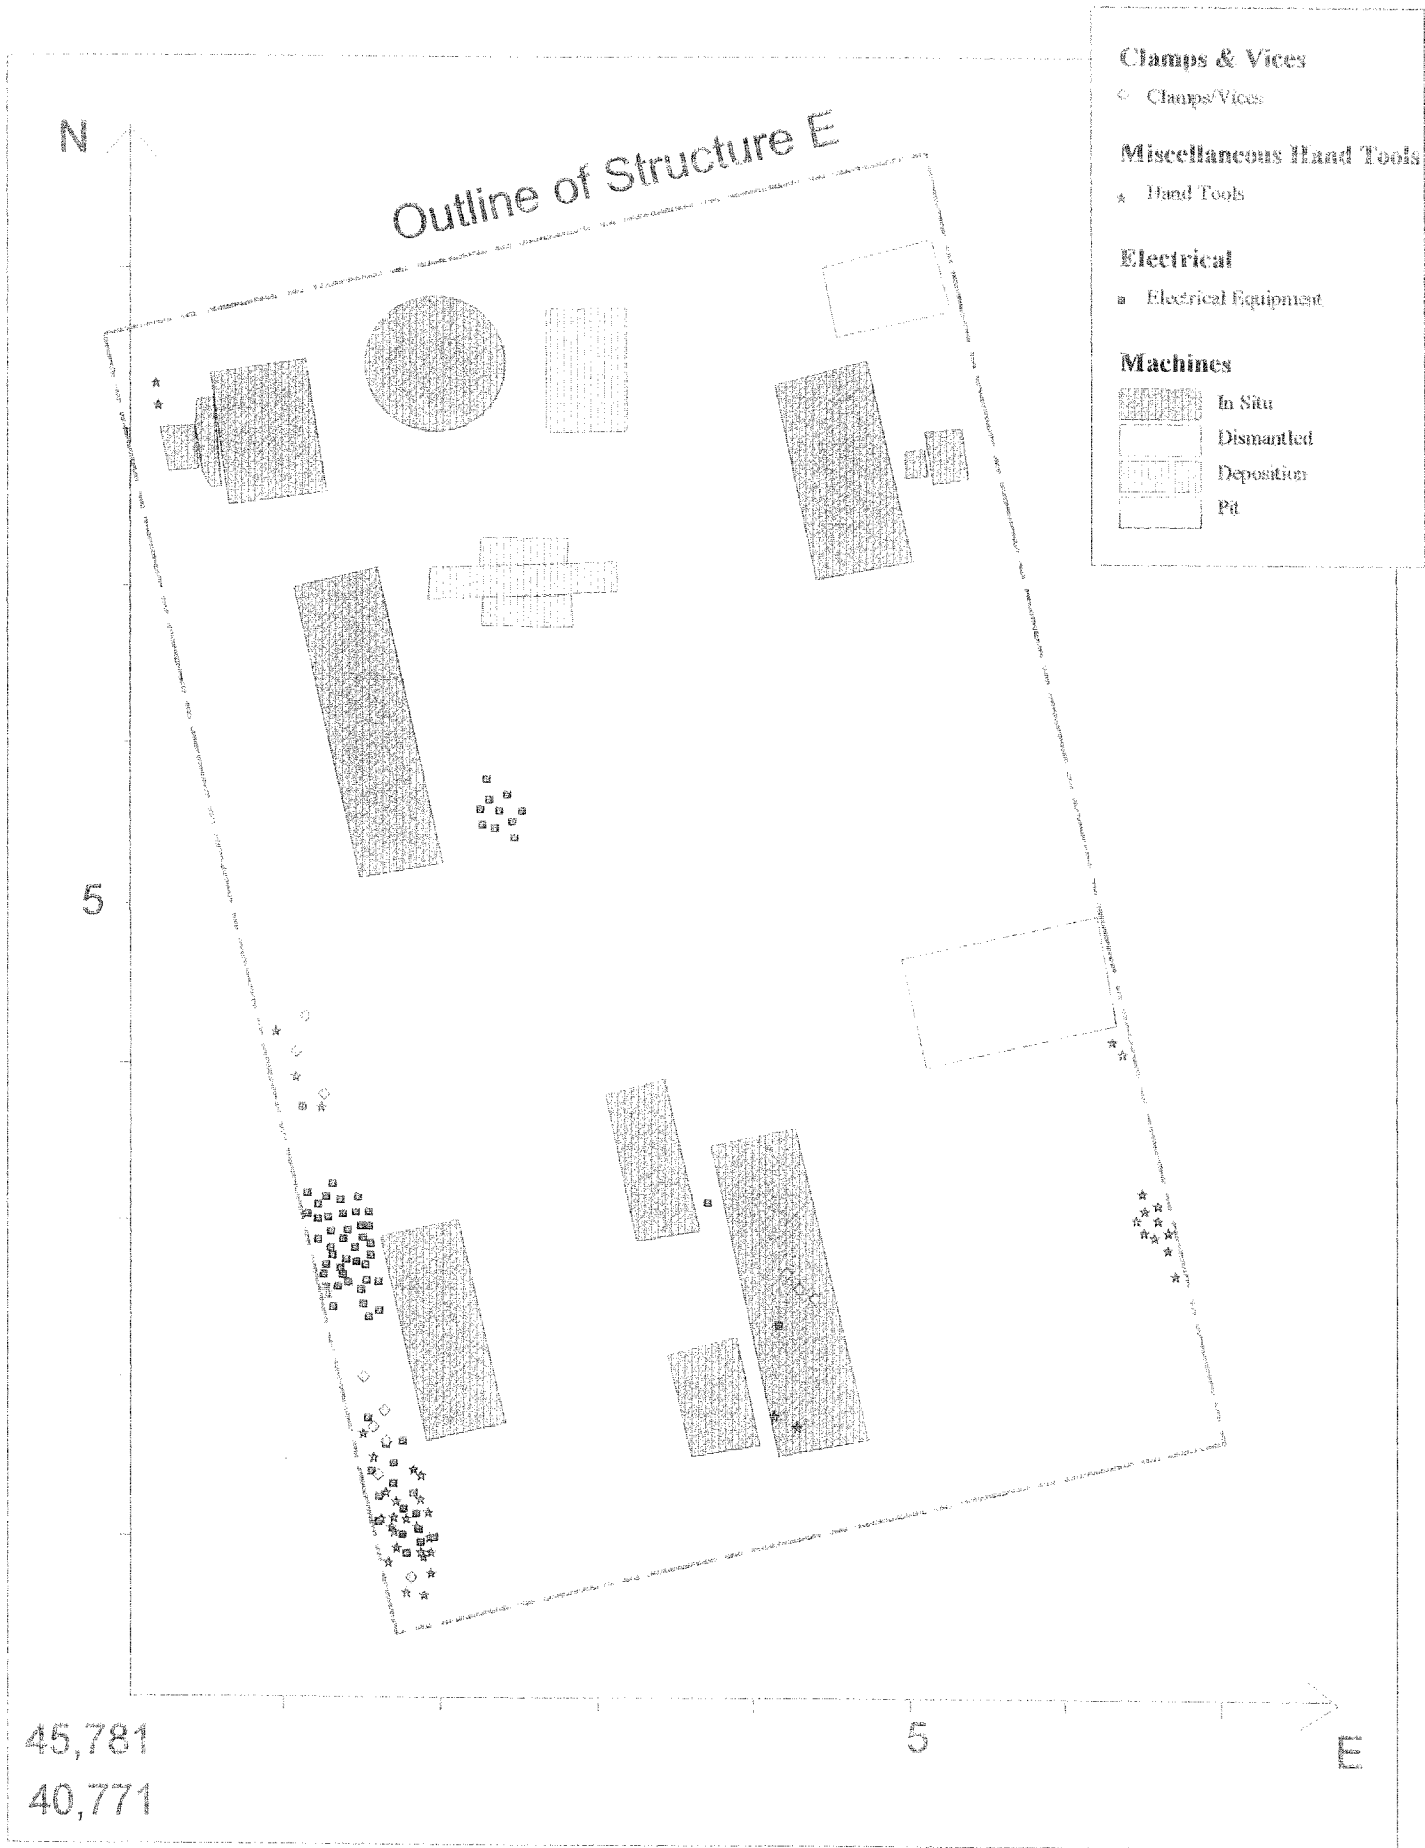 Clamps & Vices
Clamps/Vices
Miscellaneous Hand Tools
Hand Tools
Electrical
Electrical Equipment
Machines
In Situ
Dismantled
Deposition
Pit
N
Outline of Structure E
5
5
E
45,781
40,771